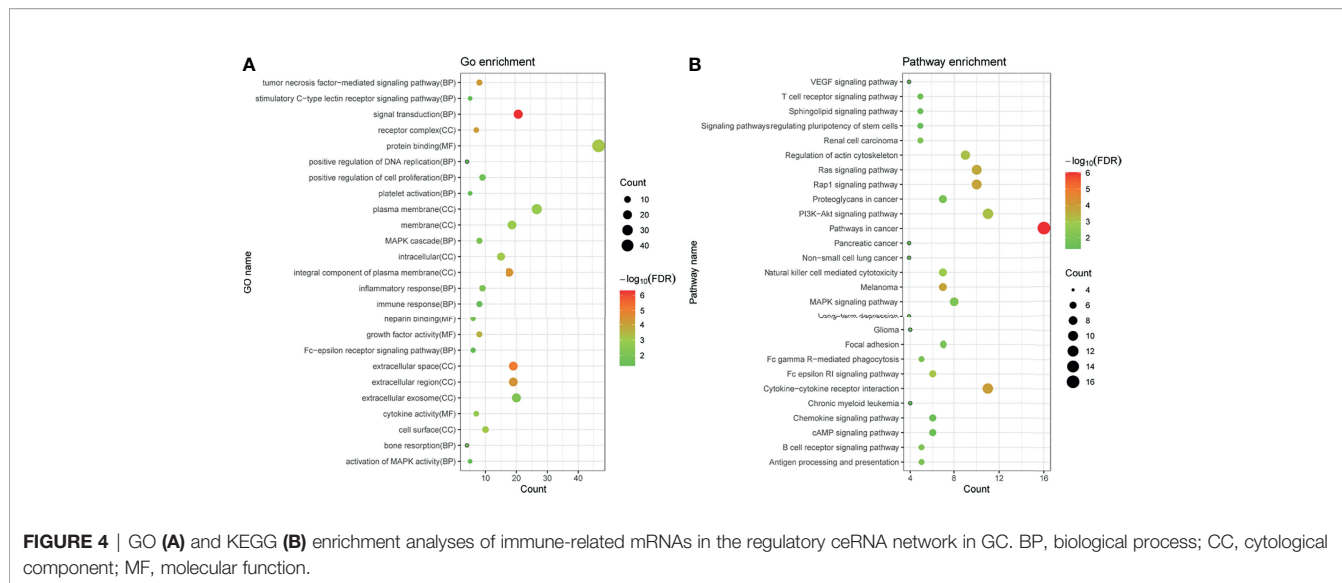 A
Go enrichment
tumor necrosis factor−mediated signaling pathway(BP)
stimulatory C−type lectin receptor signaling pathway(BP)
signal transduction(BP)
receptor complex(CC)
protein binding(MF)
positive regulation of DNA replication(BP)
positive regulation of cell proliferation(BP)
platelet activation(BP)
plasma membrane(CC)
membrane(CC)
MAPK cascade(BP)
intracellular(CC)
integral component of plasma membrane(CC)
inflammatory response(BP)
immune response(BP)
heparin binding(MF)
growth factor activity(MF)
Fc−epsilon receptor signaling pathway(BP)
extracellular space(CC)
extracellular region(CC)
extracellular exosome(CC)
cytokine activity(MF)
cell surface(CC)
bone resorption(BP)
activation of MAPK activity(BP)
GO name
10 20 30 40
Count
Count
10
20
30
40
−log10(FDR)
6
5
4
3
2
B
Pathway enrichment
VEGF signaling pathway
T cell receptor signaling pathway
Sphingolipid signaling pathway
Signaling pathways regulating pluripotency of stem cells
Renal cell carcinoma
Regulation of actin cytoskeleton
Ras signaling pathway
Rap1 signaling pathway
Proteoglycans in cancer
PI3K−Akt signaling pathway
Pathways in cancer
Pancreatic cancer
Non−small cell lung cancer
Natural killer cell mediated cytotoxicity
Melanoma
MAPK signaling pathway
Long−term depression
Glioma
Focal adhesion
Fc gamma R−mediated phagocytosis
Fc epsilon RI signaling pathway
Cytokine−cytokine receptor interaction
Chronic myeloid leukemia
Chemokine signaling pathway
cAMP signaling pathway
B cell receptor signaling pathway
Antigen processing and presentation
Pathway name
4 8 12 16
Count
−log10(FDR)
6
5
4
3
2
Count
4
6
8
10
12
14
16
FIGURE 4 | GO (A) and KEGG (B) enrichment analyses of immune-related mRNAs in the regulatory ceRNA network in GC. BP, biological process; CC, cytological
component; MF, molecular function.